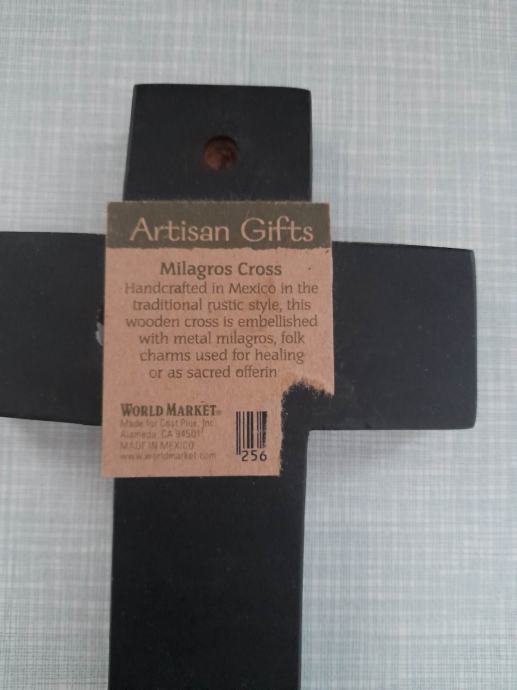 Artisan Gifts
Milagros Cross
Handcrafted in Mexico in the
traditional rustic style, this
wooden cross is embellished
with metal milagros, folk
charms used for healing
or as sacred offerin
WORLD MARKET®
Made for Cost Plus, Inc.
Alameda, CA 94501
MADE IN MEXICO
www.worldmarket.com
256